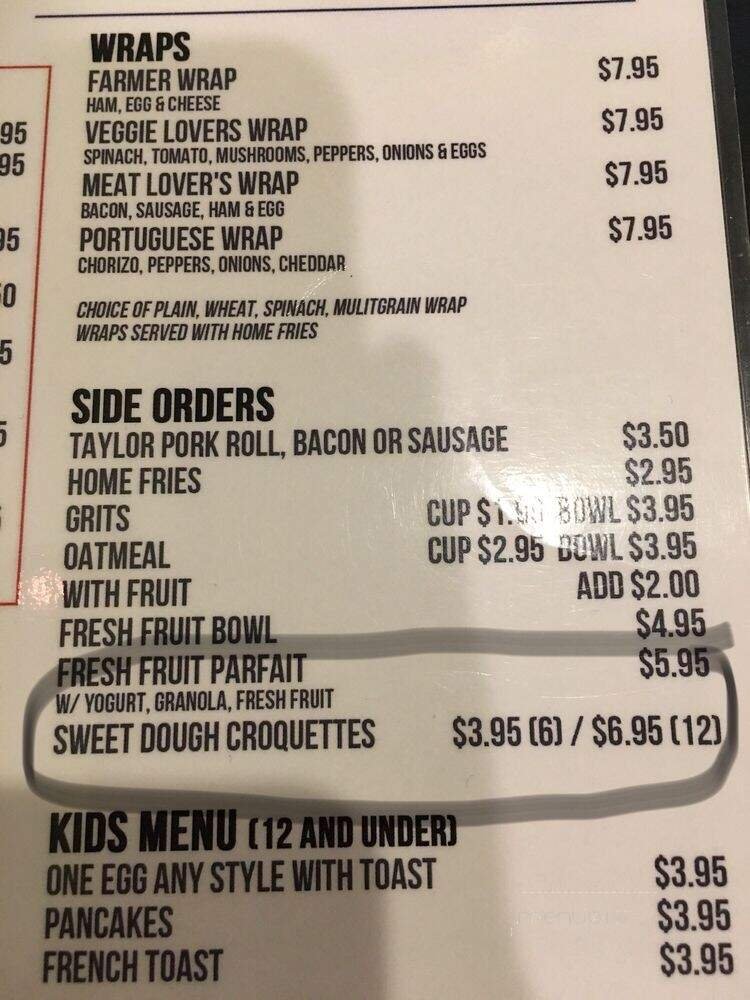 WRAPS
FARMER WRAP $7.95
HAM, EGG & CHEESE
VEGGIE LOVERS WRAP $7.95
SPINACH, TOMATO, MUSHROOMS, PEPPERS, ONIONS & EGGS
MEAT LOVER'S WRAP $7.95
BACON, SAUSAGE, HAM & EGG
PORTUGUESE WRAP $7.95
CHORIZO, PEPPERS, ONIONS, CHEDDAR
CHOICE OF PLAIN, WHEAT, SPINACH, MULITGRAIN WRAP
WRAPS SERVED WITH HOME FRIES
SIDE ORDERS
TAYLOR PORK ROLL, BACON OR SAUSAGE $3.50
HOME FRIES $2.95
GRITS CUP BOWL $3.95
OATMEAL CUP $2.95 BOWL $3.95
WITH FRUIT ADD $2.00
FRESH FRUIT BOWL $4.95
FRESH FRUIT PARFAIT $5.95
W/ YOGURT, GRANOLA, FRESH FRUIT
SWEET DOUGH CROQUETTES $3.95 (6) / $6.95 (12)
KIDS MENU (12 AND UNDER)
ONE EGG ANY STYLE WITH TOAST $3.95
PANCAKES $3.95
FRENCH TOAST $3.95